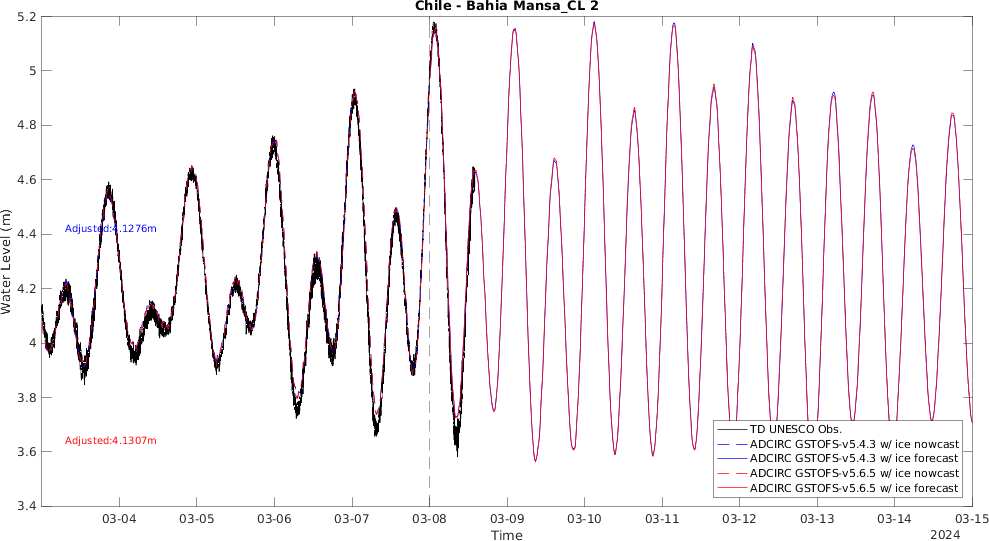 Chile - Bahia Mansa_CL 2
5.2
5
4.8
4.6
4.4
4.2
4
3.8
3.6
3.4
Water Level (m)
Adjusted:4.1276m
Adjusted:4.1307m
TD UNESCO Obs.
ADCIRC GSTOFS-v5.4.3 w/ ice nowcast
ADCIRC GSTOFS-v5.4.3 w/ ice forecast
ADCIRC GSTOFS-v5.6.5 w/ ice nowcast
ADCIRC GSTOFS-v5.6.5 w/ ice forecast
03-04 03-05 03-06 03-07 03-08 03-09 03-10 03-11 03-12 03-13 03-14 03-15
Time
2024